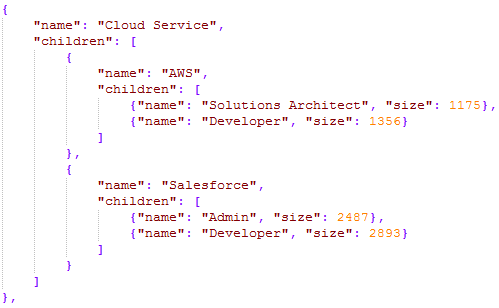 {
    "name": "Cloud Service",
    "children": [
        {
            "name": "AWS",
            "children": [
                {"name": "Solutions Architect", "size": 1175},
                {"name": "Developer", "size": 1356}
            ]
        },
        {
            "name": "Salesforce",
            "children": [
                {"name": "Admin", "size": 2487},
                {"name": "Developer", "size": 2893}
            ]
        }
    ]
},